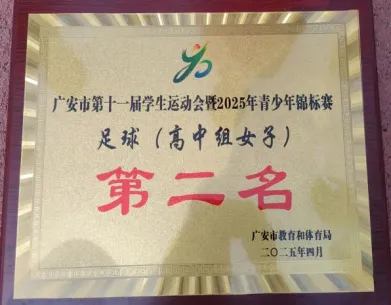 广安市第十一届学生运动会暨2025年青少年锦标赛
足球（高中组女子）
第二名
广安市教育和体育局
二〇二五年四月